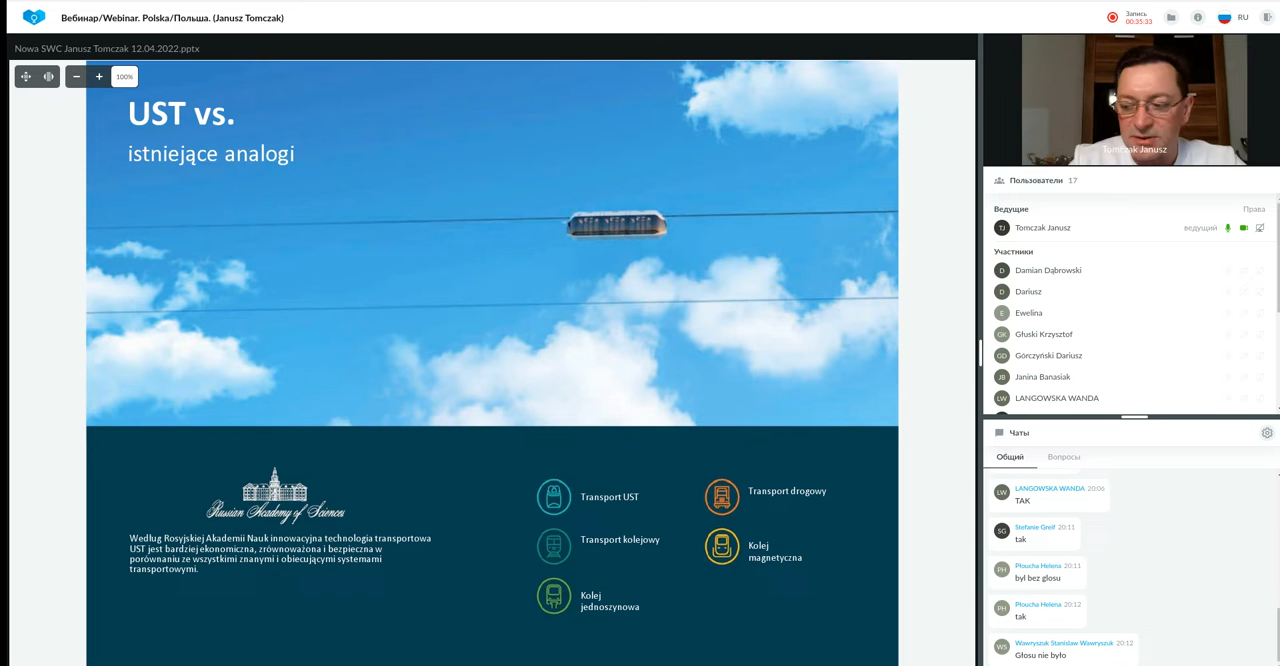 Вебинар/Webinar. Polska/Польша. (Janusz Tomczak)
Запись
00:35:33
RU
Nowa SWC Janusz Tomczak 12.04.2022.pptx
100%
UST vs.
istniejące analogi
Russian Academy of Sciences
Według Rosyjskiej Akademii Nauk innowacyjna technologia transportowa
UST jest bardziej ekonomiczna, zrównoważona i bezpieczna w
porównaniu ze wszystkimi znanymi i obiecującymi systemami
transportowymi.
Transport UST
Transport kolejowy
Kolej
jednoszynowa
Transport drogowy
Kolej
magnetyczna
Tomczak Janusz
Пользователи 17
Ведущие Права
TJ Tomczak Janusz ведущий
Участники
D Damian Dąbrowski
D Dariusz
E Ewelina
GK Głuski Krzysztof
GD Górczyński Dariusz
JB Janina Banasiak
LW LANGOWSKA WANDA
Чаты
Общий Вопросы
LW LANGOWSKA WANDA 20:06
TAK
SG Stefanie Greif 20:11
tak
PH Płoucha Helena 20:11
byl bez glosu
PH Płoucha Helena 20:12
tak
WS Wawryszuk Stanislaw Wawryszuk 20:12
Głosu nie było